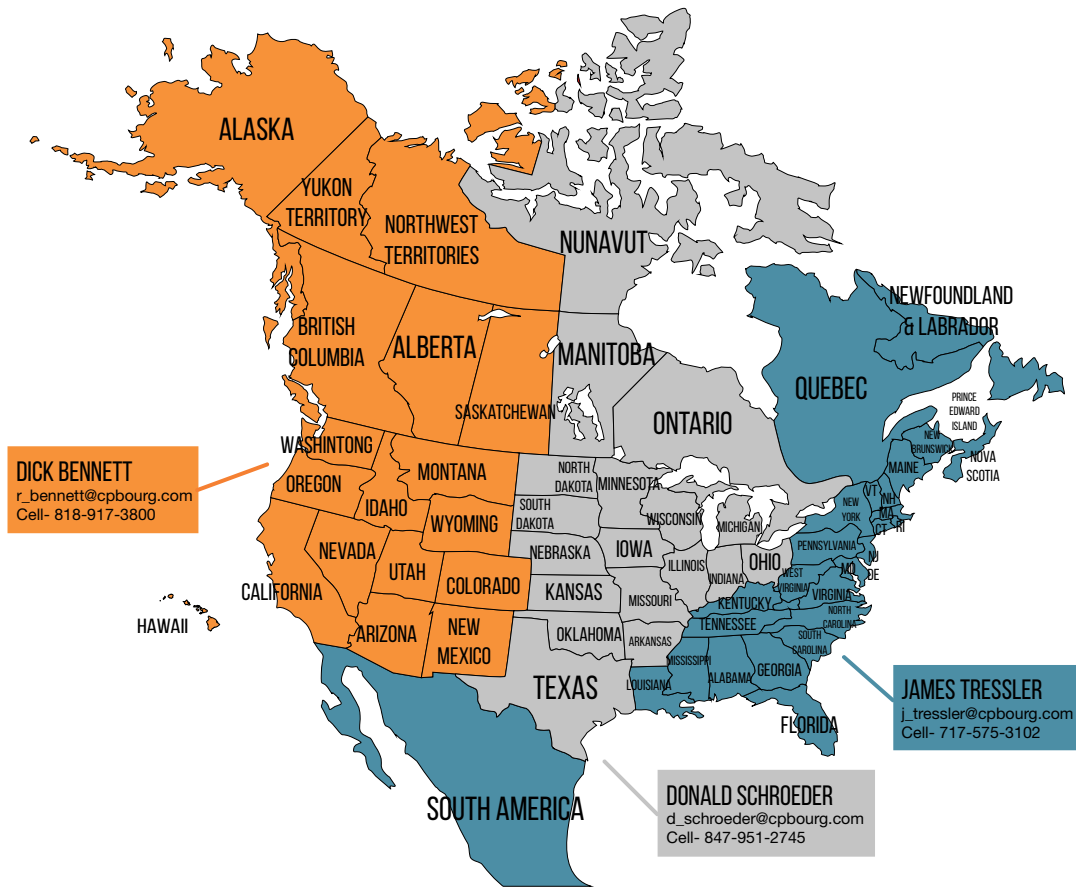 ALASKA
YUKON
TERRITORY
NORTHWEST
TERRITORIES
NUNAVUT
BRITISH
COLUMBIA
ALBERTA
SASKATCHEWAN
MANITOBA
ONTARIO
QUEBEC
NEWFOUNDLAND
& LABRADOR
PRINCE
EDWARD
ISLAND
NEW
BRUNSWICK
NOVA
SCOTIA
MAINE
WASHINTONG
OREGON
IDAHO
MONTANA
WYOMING
NEVADA
UTAH
COLORADO
CALIFORNIA
ARIZONA
NEW
MEXICO
HAWAII
NORTH
DAKOTA
SOUTH
DAKOTA
MINNESOTA
WISCONSIN
MICHIGAN
NEBRASKA
IOWA
ILLINOIS
INDIANA
OHIO
KANSAS
MISSOURI
OKLAHOMA
ARKANSAS
TEXAS
NEW
YORK
VT
NH
MA
CT
RI
PENNSYLVANIA
NJ
MD
DE
WEST
VIRGINIA
VIRGINIA
KENTUCKY
TENNESSEE
NORTH
CAROLINA
SOUTH
CAROLINA
MISSISSIPPI
ALABAMA
GEORGIA
LOUISIANA
FLORIDA
SOUTH AMERICA
DICK BENNETT
r_bennett@cpbourg.com
Cell- 818-917-3800
JAMES TRESSLER
j_tressler@cpbourg.com
Cell- 717-575-3102
DONALD SCHROEDER
d_schroeder@cpbourg.com
Cell- 847-951-2745